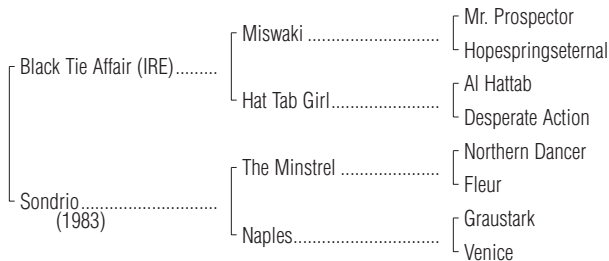 Mr. Prospector
Miswaki ........................
Hopespringseternal
Black Tie Affair (IRE).........
Al Hattab
Hat Tab Girl....................
Desperate Action
Northern Dancer
The Minstrel ..................
Fleur
Sondrio.........................
(1983)
Graustark
Naples...........................
Venice